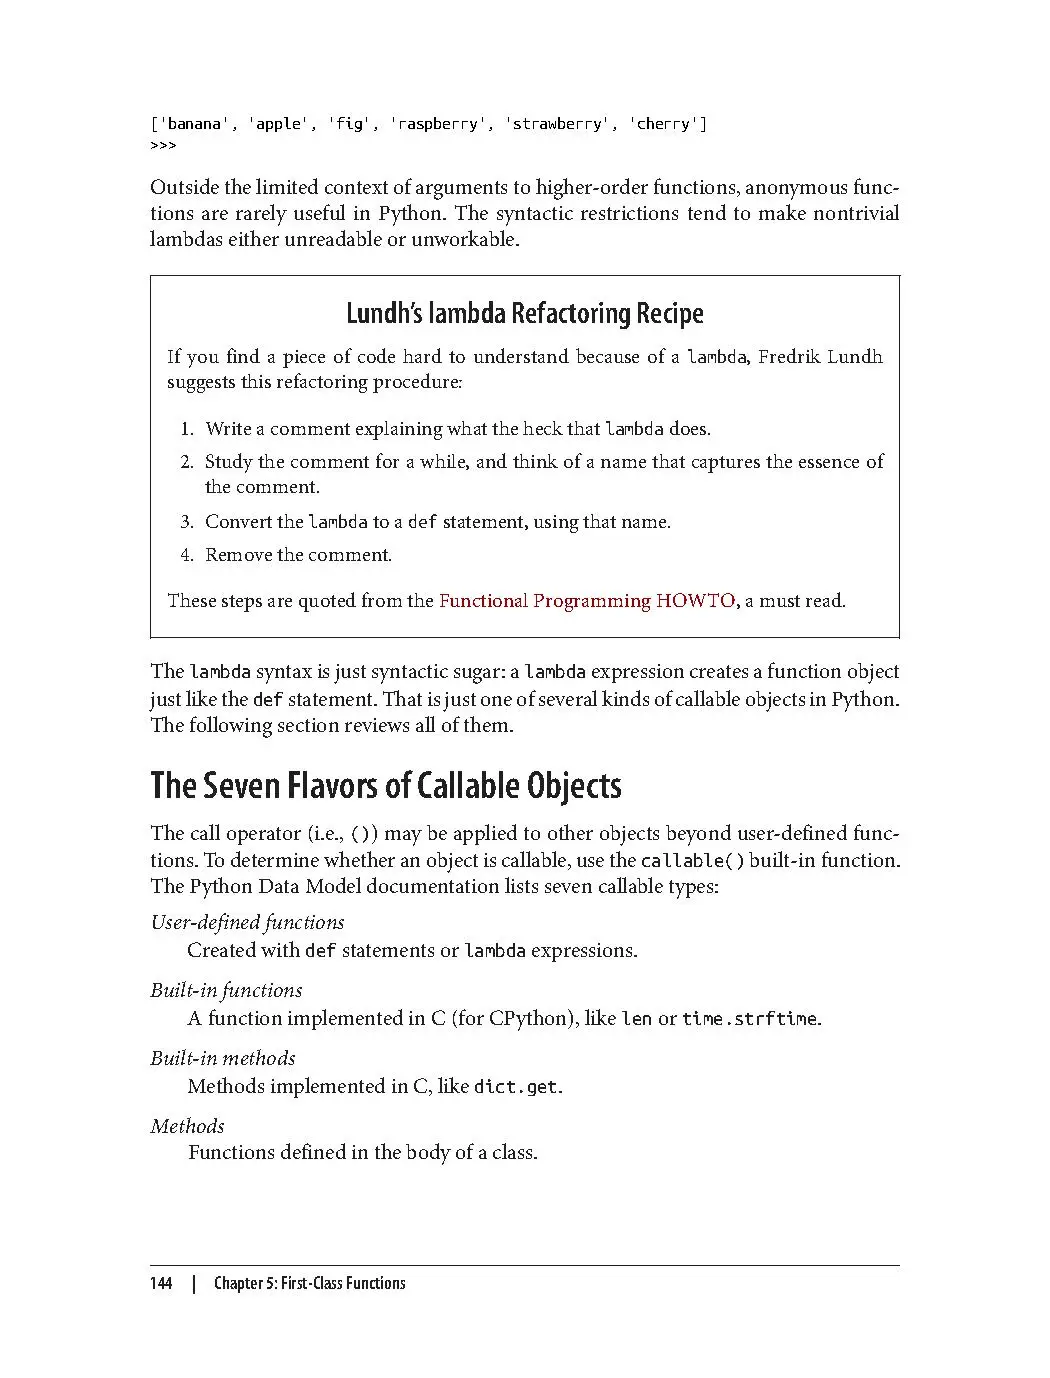 ['banana', 'apple', 'fig', 'raspberry', 'strawberry', 'cherry']
>>>
Outside the limited context of arguments to higher-order functions, anonymous func-
tions are rarely useful in Python. The syntactic restrictions tend to make nontrivial
lambdas either unreadable or unworkable.
Lundh's lambda Refactoring Recipe
If you find a piece of code hard to understand because of a lambda, Fredrik Lundh
suggests this refactoring procedure:
1. Write a comment explaining what the heck that lambda does.
2. Study the comment for a while, and think of a name that captures the essence of
the comment.
3. Convert the lambda to a def statement, using that name.
4. Remove the comment.
These steps are quoted from the Functional Programming HOWTO, a must read.
The lambda syntax is just syntactic sugar: a lambda expression creates a function object
just like the def statement. That is just one of several kinds of callable objects in Python.
The following section reviews all of them.
The Seven Flavors of Callable Objects
The call operator (i.e., ()) may be applied to other objects beyond user-defined func-
tions. To determine whether an object is callable, use the callable() built-in function.
The Python Data Model documentation lists seven callable types:
User-defined functions
Created with def statements or lambda expressions.
Built-in functions
A function implemented in C (for CPython), like len or time.strftime.
Built-in methods
Methods implemented in C, like dict.get.
Methods
Functions defined in the body of a class.
144 | Chapter 5: First-Class Functions